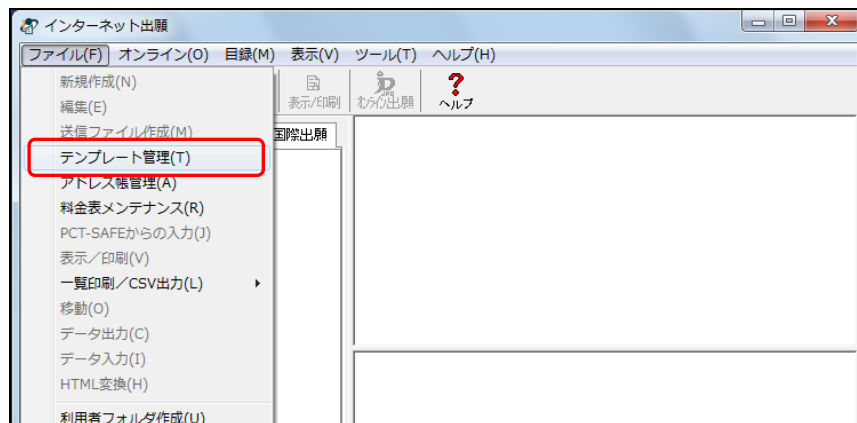 インターネット出願
ファイル(F) オンライン(O) 目録(M) 表示(V) ツール(T) ヘルプ(H)
新規作成(N)
編集(E)
送信ファイル作成(M)
テンプレート管理(T)
アドレス帳管理(A)
料金表メンテナンス(R)
PCT-SAFEからの入力(J)
表示／印刷(V)
一覧印刷／CSV出力(L)
移動(O)
データ出力(C)
データ入力(I)
HTML変換(H)
利用者フォルダ作成(U)
表示/印刷
ヘルプ
国際出願